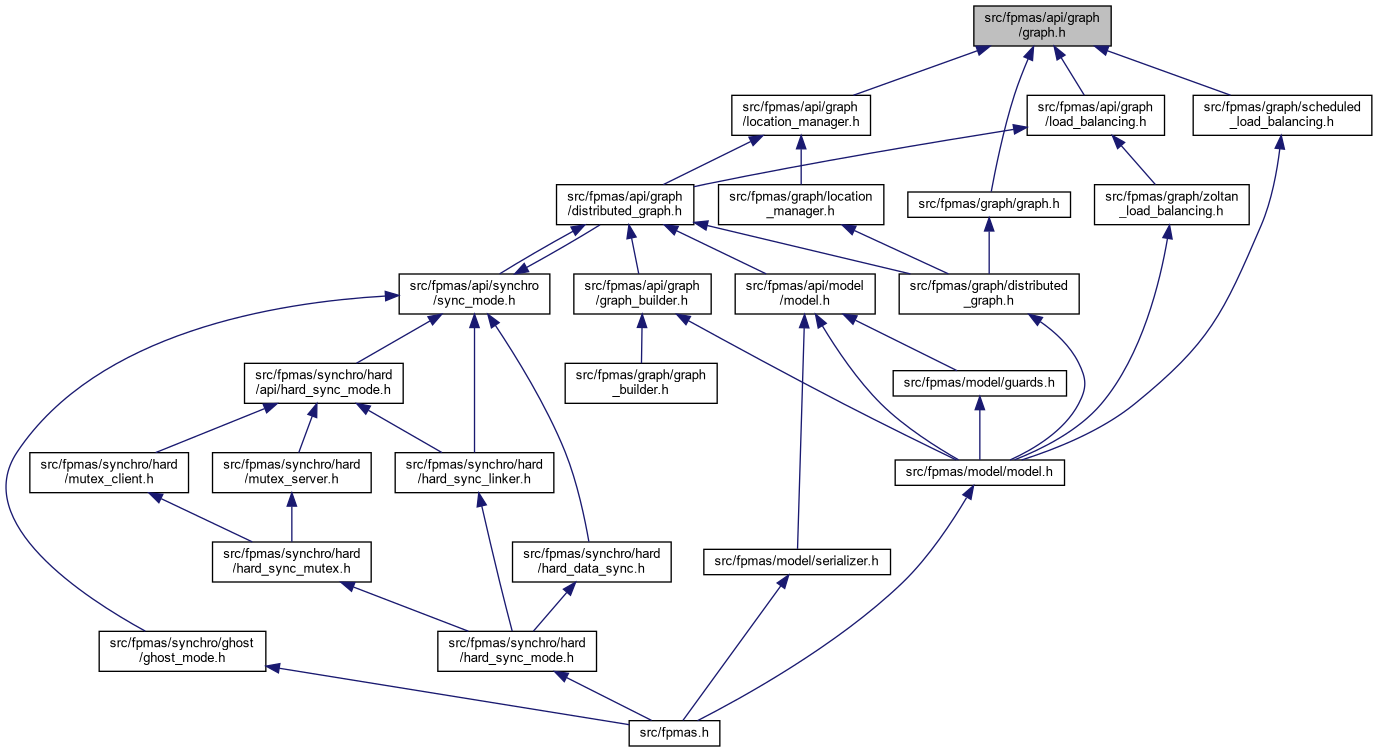 src/fpmas/api/graph
/graph.h
src/fpmas/api/graph
/location_manager.h
src/fpmas/api/graph
/load_balancing.h
src/fpmas/graph/scheduled
_load_balancing.h
src/fpmas/api/graph
/distributed_graph.h
src/fpmas/graph/location
_manager.h
src/fpmas/graph/graph.h
src/fpmas/graph/zoltan
_load_balancing.h
src/fpmas/api/synchro
/sync_mode.h
src/fpmas/api/graph
/graph_builder.h
src/fpmas/api/model
/model.h
src/fpmas/graph/distributed
_graph.h
src/fpmas/synchro/hard
/api/hard_sync_mode.h
src/fpmas/graph/graph
_builder.h
src/fpmas/model/guards.h
src/fpmas/synchro/hard
/mutex_client.h
src/fpmas/synchro/hard
/mutex_server.h
src/fpmas/synchro/hard
/hard_sync_linker.h
src/fpmas/model/model.h
src/fpmas/synchro/hard
/hard_sync_mutex.h
src/fpmas/synchro/hard
/hard_data_sync.h
src/fpmas/model/serializer.h
src/fpmas/synchro/ghost
/ghost_mode.h
src/fpmas/synchro/hard
/hard_sync_mode.h
src/fpmas.h